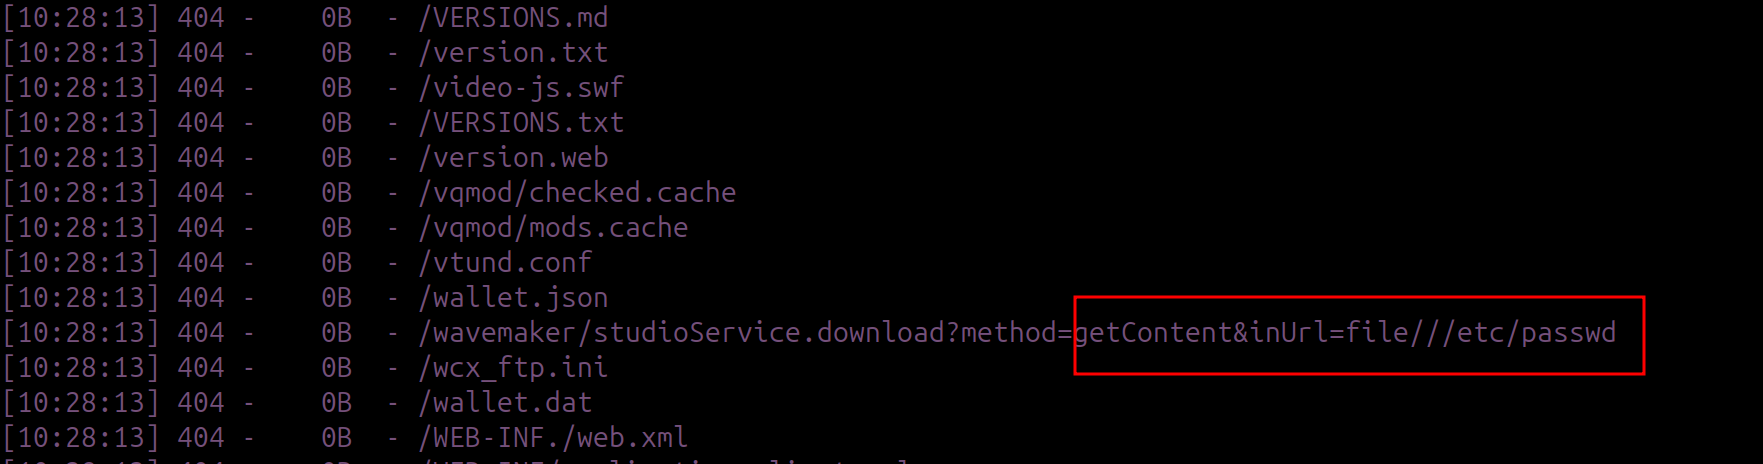 [10:28:13] 404 -    0B  - /VERSIONS.md
[10:28:13] 404 -    0B  - /version.txt
[10:28:13] 404 -    0B  - /video-js.swf
[10:28:13] 404 -    0B  - /VERSIONS.txt
[10:28:13] 404 -    0B  - /version.web
[10:28:13] 404 -    0B  - /vqmod/checked.cache
[10:28:13] 404 -    0B  - /vqmod/mods.cache
[10:28:13] 404 -    0B  - /vtund.conf
[10:28:13] 404 -    0B  - /wallet.json
[10:28:13] 404 -    0B  - /wavemaker/studioService.download?method=getContent&inUrl=file///etc/passwd
[10:28:13] 404 -    0B  - /wcx_ftp.ini
[10:28:13] 404 -    0B  - /wallet.dat
[10:28:13] 404 -    0B  - /WEB-INF./web.xml